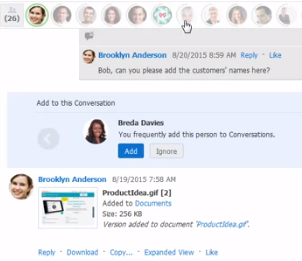 (26)
Brooklyn Anderson 8/20/2015 8:59 AM Reply · Like
Bob, can you please add the customers' names here?
Add to this Conversation
Breda Davies
You frequently add this person to Conversations.
Add Ignore
Brooklyn Anderson 8/19/2015 7:58 AM
ProductIdea.gif [2]
Added to Documents
Size: 256 KB
Version added to document "ProductIdea.gif".
Reply · Download · Copy... · Expanded View · Like